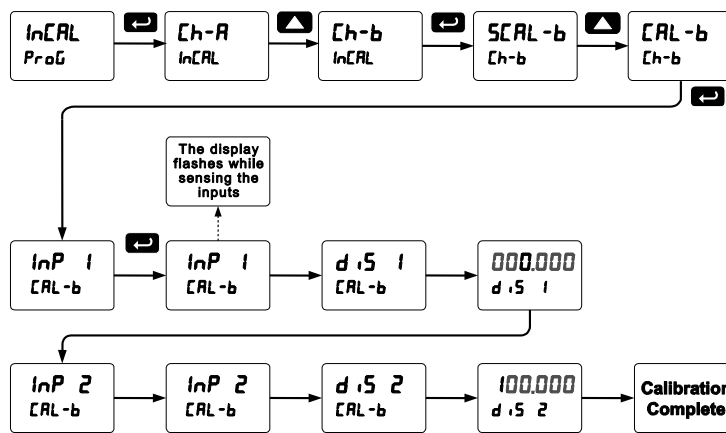 InCAL
ProG
Ch-A
InCAL
Ch-b
InCAL
SCAL-b
Ch-b
CAL-b
Ch-b
The display
flashes while
sensing the
inputs
InP 1
CAL-b
InP 1
CAL-b
diS 1
CAL-b
000.000
diS 1
InP 2
CAL-b
InP 2
CAL-b
diS 2
CAL-b
100.000
diS 2
Calibration
Complete